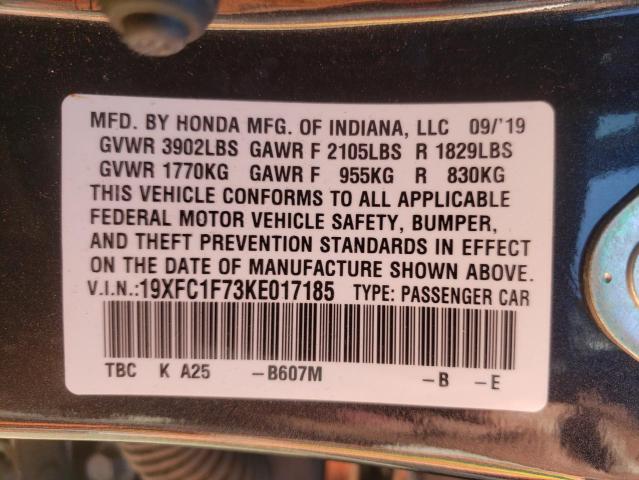 MFD. BY HONDA MFG. OF INDIANA, LLC 09/'19
GVWR 3902LBS GAWR F 2105LBS R 1829LBS
GVWR 1770KG GAWR F 955KG R 830KG
THIS VEHICLE CONFORMS TO ALL APPLICABLE
FEDERAL MOTOR VEHICLE SAFETY, BUMPER,
AND THEFT PREVENTION STANDARDS IN EFFECT
ON THE DATE OF MANUFACTURE SHOWN ABOVE.
V.I.N.:19XFC1F73KE017185 TYPE: PASSENGER CAR
TBC K A25 -B607M -B -E